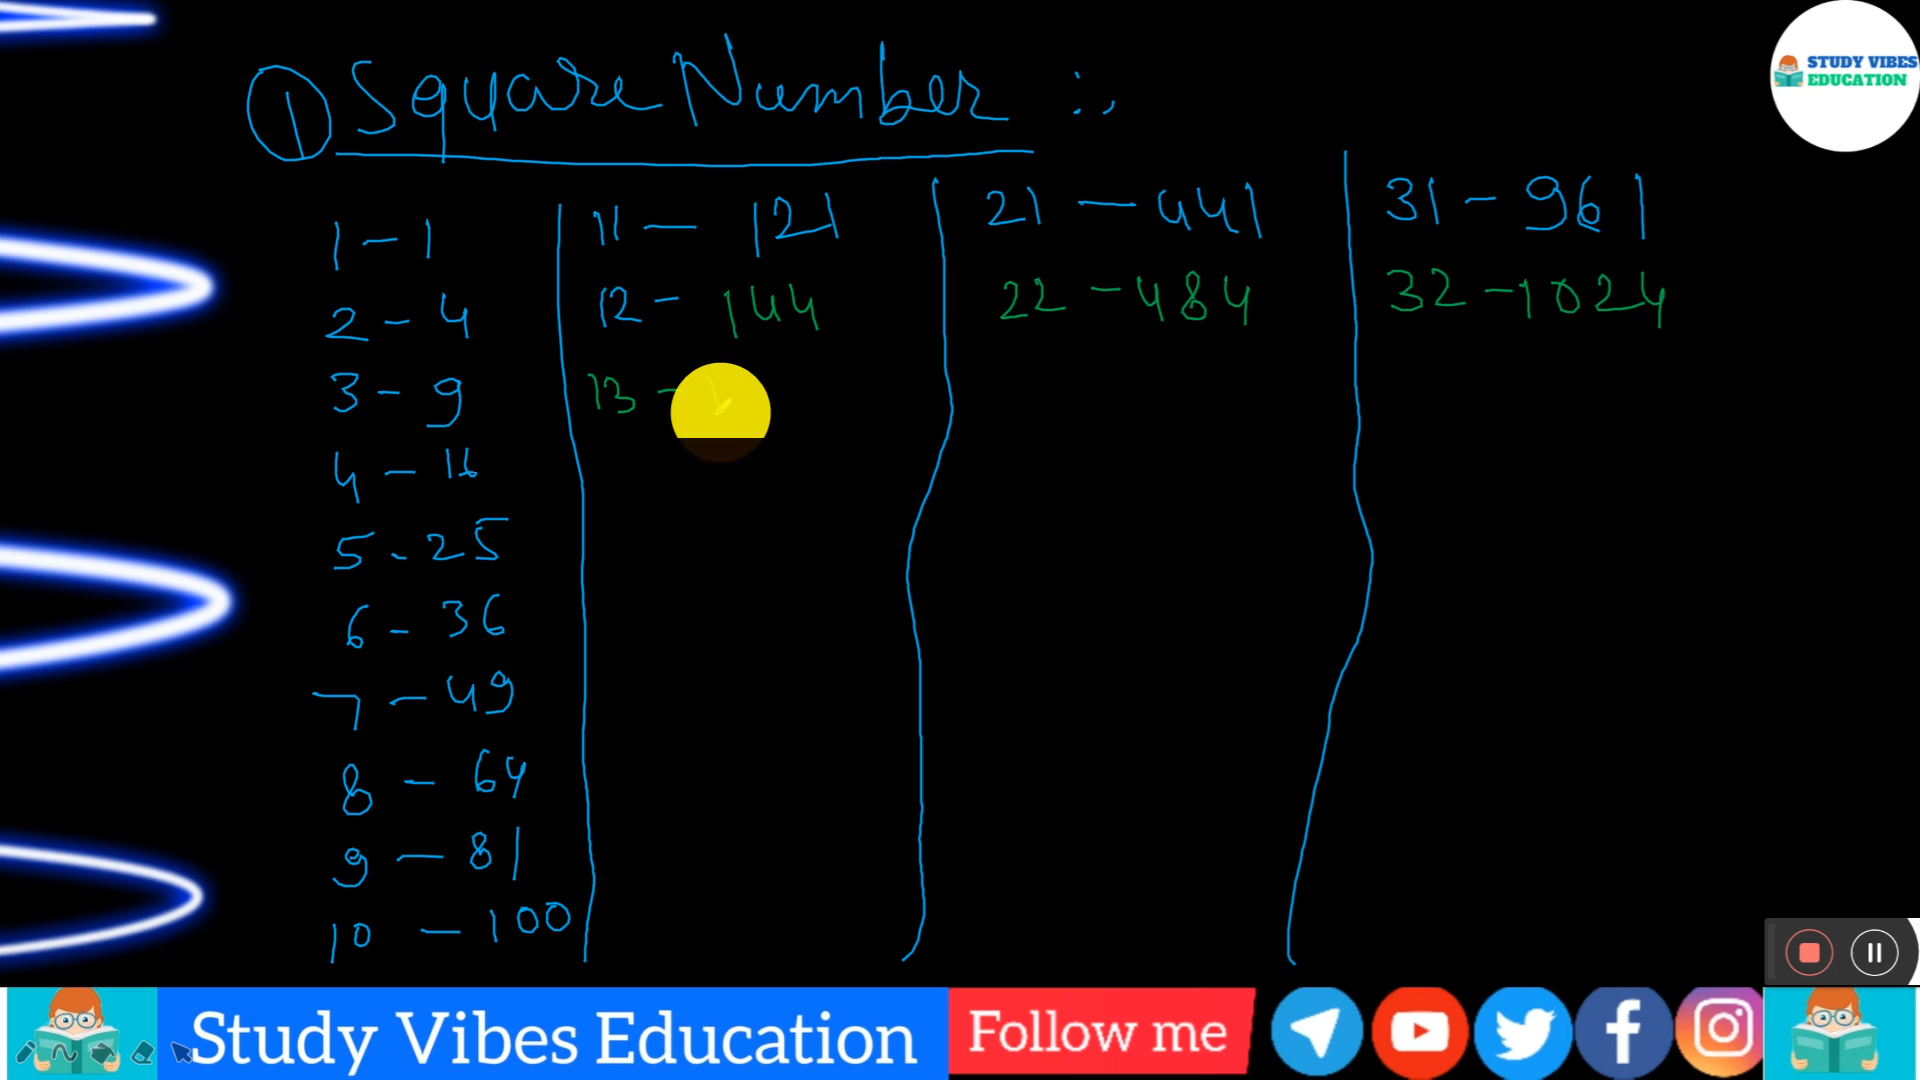 ① Square Number :,
STUDY VIBES
EDUCATION
1 - 1
2 - 4
3 - 9
4 - 16
5 - 25
6 - 36
7 - 49
8 - 64
9 - 81
10 - 100
11 - 121
12 - 144
13 -
21 - 441
22 - 484
31 - 961
32 - 1024
Study Vibes Education
Follow me